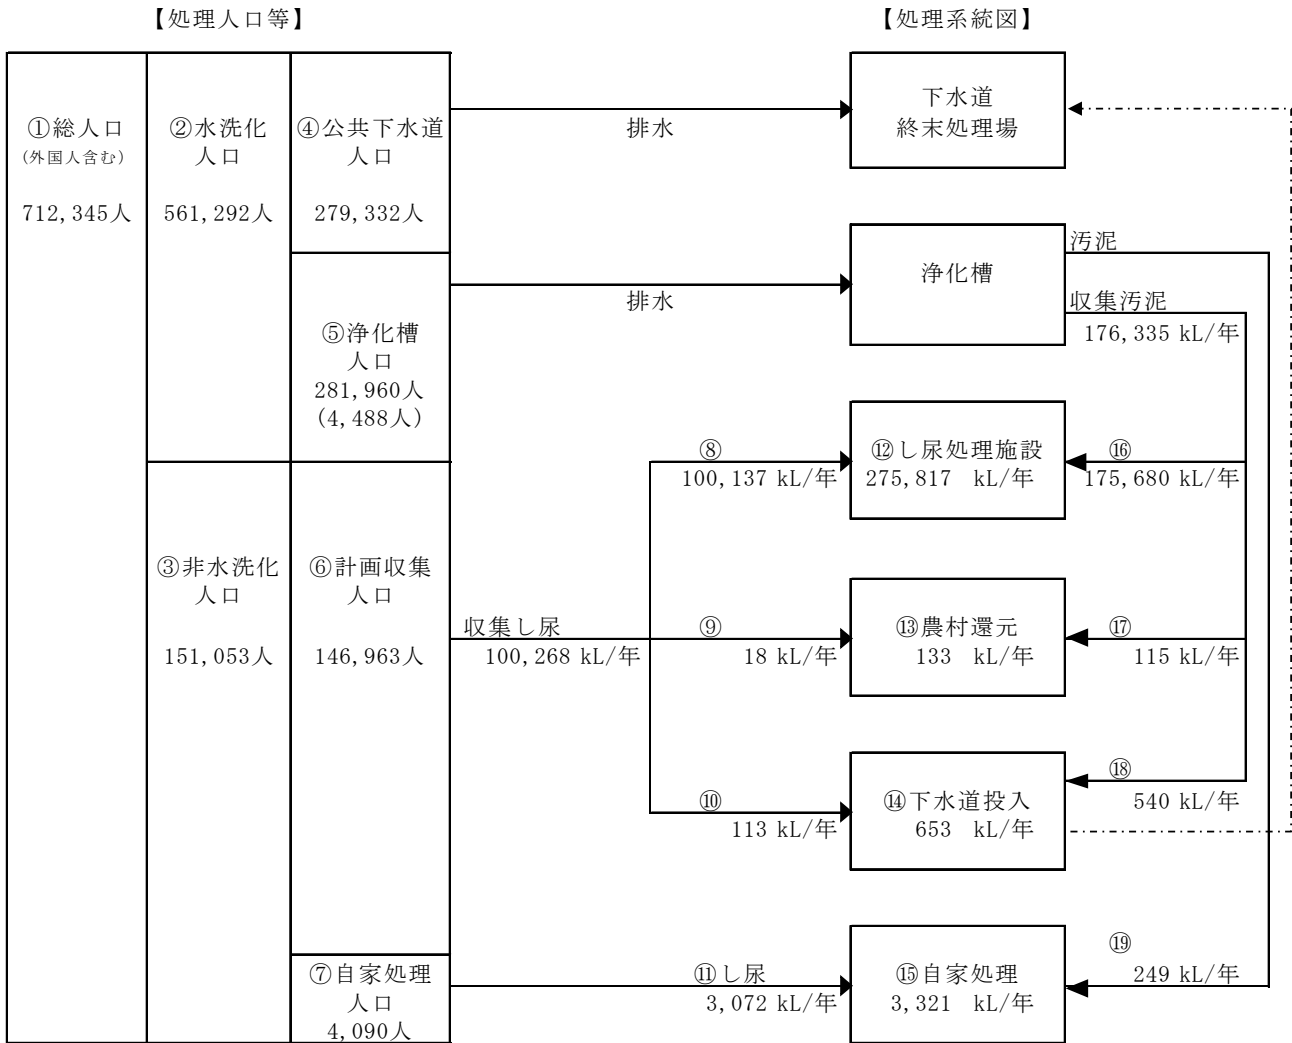 【処理人口等】
【処理系統図】
①総人口
(外国人含む)
712,345人
②水洗化
人口
561,292人
④公共下水道
人口
279,332人
⑤浄化槽
人口
281,960人
(4,488人)
③非水洗化
人口
151,053人
⑥計画収集
人口
146,963人
⑦自家処理
人口
4,090人
排水
下水道
終末処理場
排水
浄化槽
汚泥
収集汚泥
176,335 kL/年
収集し尿
100,268 kL/年
⑧
100,137 kL/年
⑫し尿処理施設
275,817 kL/年
⑯
175,680 kL/年
⑨
18 kL/年
⑬農村還元
133 kL/年
⑰
115 kL/年
⑩
113 kL/年
⑭下水道投入
653 kL/年
⑱
540 kL/年
⑪し尿
3,072 kL/年
⑮自家処理
3,321 kL/年
⑲
249 kL/年